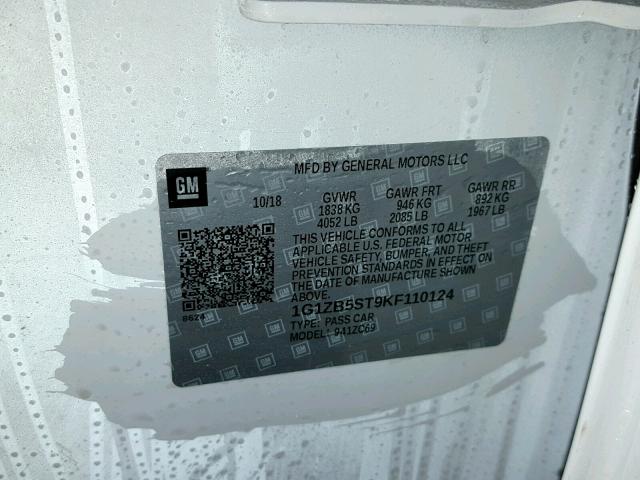 MFD BY GENERAL MOTORS LLC
GM
10/18 GVWR GAWR FRT GAWR RR
1838 KG 946 KG 892 KG
4052 LB 2085 LB 1967 LB
THIS VEHICLE CONFORMS TO ALL
APPLICABLE U.S. FEDERAL MOTOR
VEHICLE SAFETY, BUMPER, AND THEFT
PREVENTION STANDARDS IN EFFECT ON
THE DATE OF MANUFACTURE SHOWN
ABOVE.
8624
1G1ZB5ST9KF110124
TYPE: PASS CAR
MODEL: 941ZC69